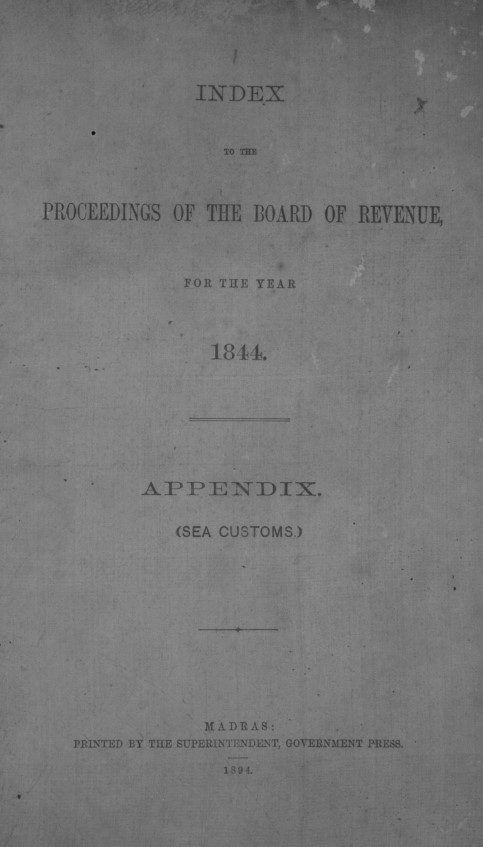 INDEX
TO THE
PROCEEDINGS OF THE BOARD OF REVENUE,
FOR THE YEAR
1844.
APPENDIX.
(SEA CUSTOMS.)
MADRAS:
PRINTED BY THE SUPERINTENDENT, GOVERNMENT PRESS.
1894.